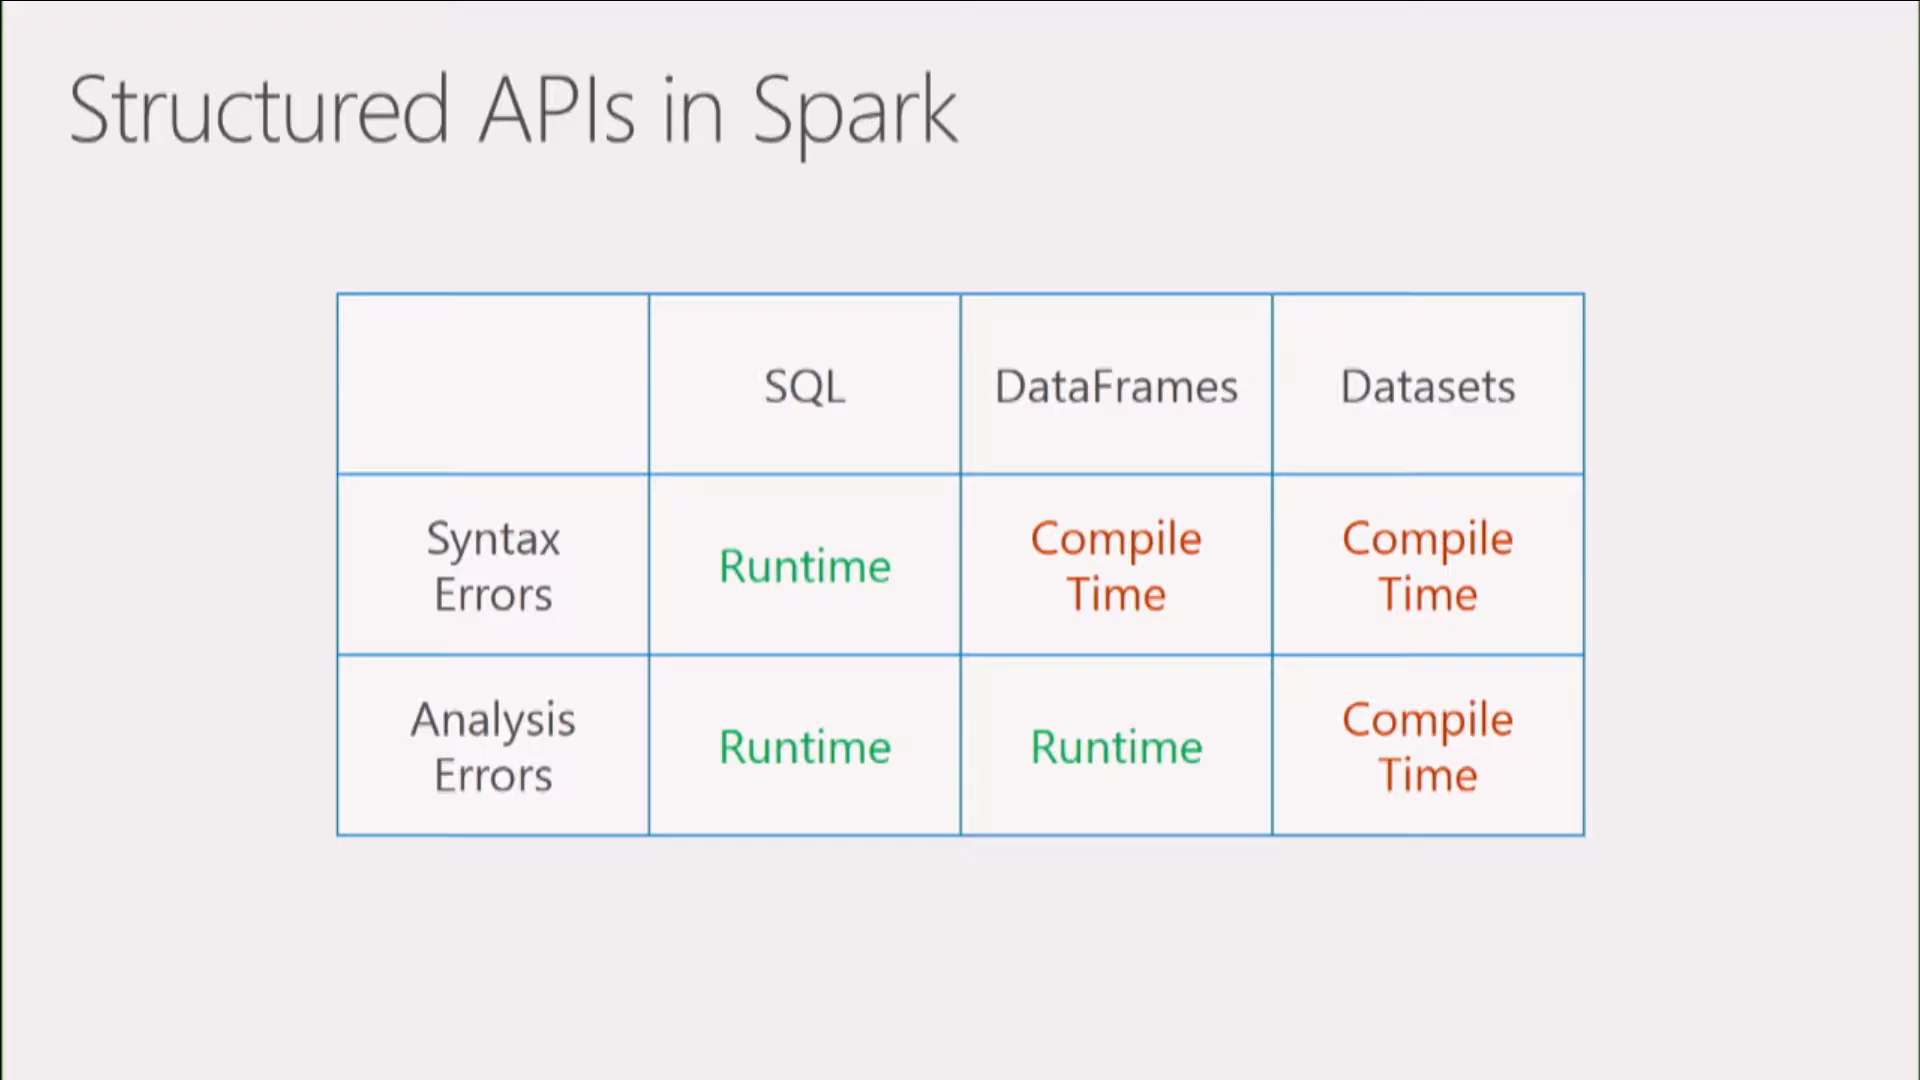 Structured APIs in Spark
SQL DataFrames Datasets
Syntax Errors Runtime Compile Time Compile Time
Analysis Errors Runtime Runtime Compile Time